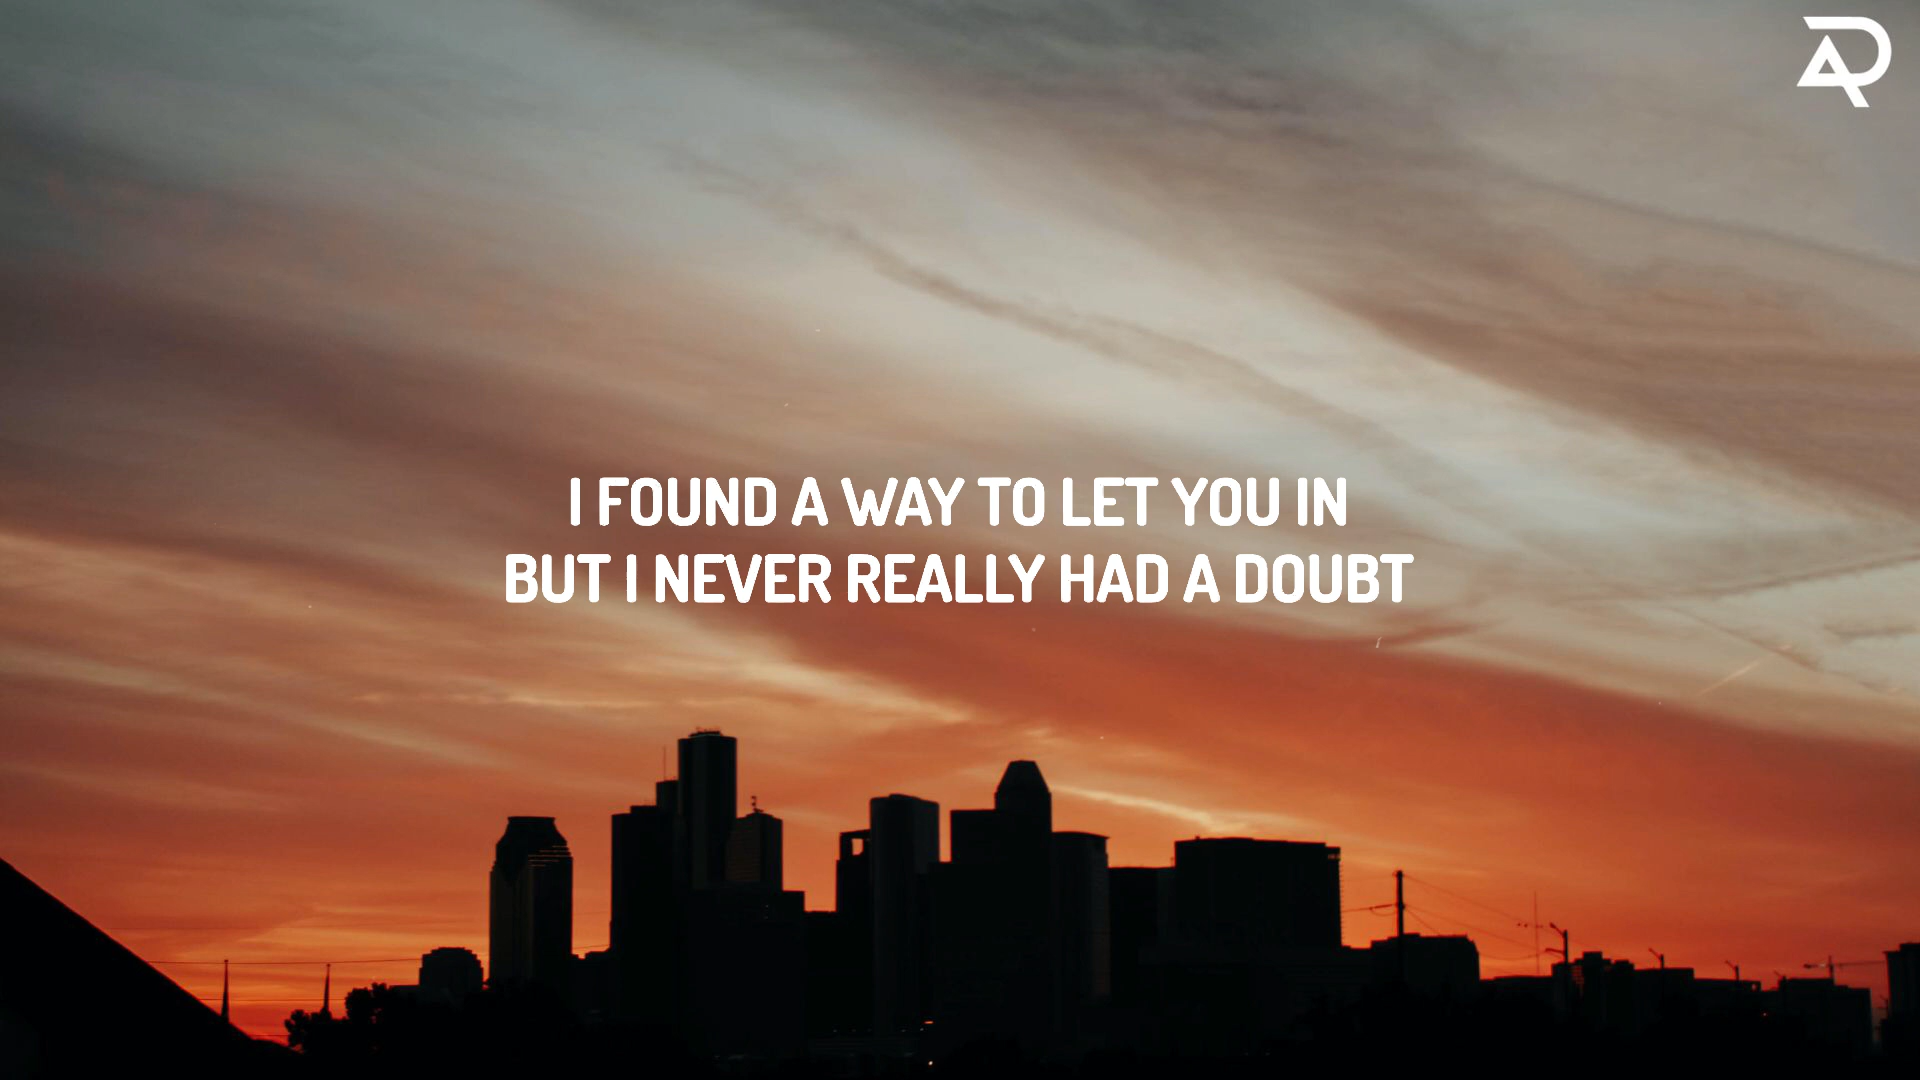 I FOUND A WAY TO LET YOU IN
BUT I NEVER REALLY HAD A DOUBT